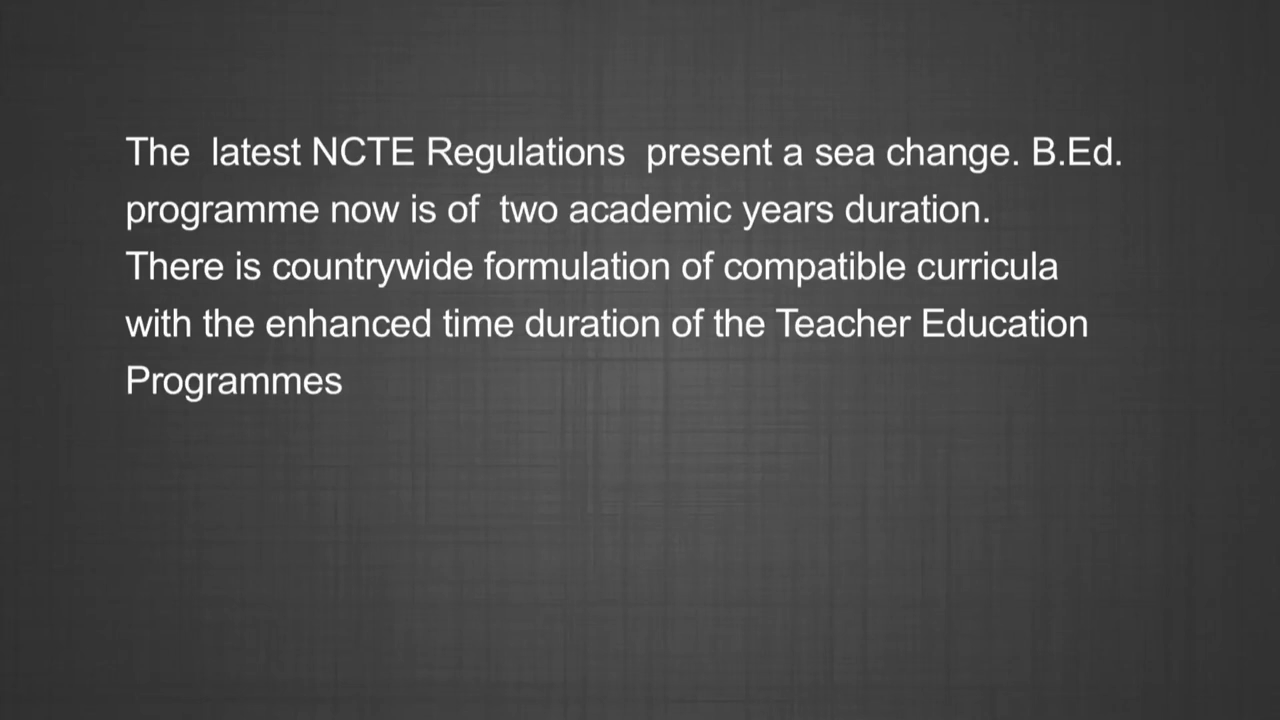 The latest NCTE Regulations present a sea change. B.Ed.
programme now is of two academic years duration.
There is countrywide formulation of compatible curricula
with the enhanced time duration of the Teacher Education
Programmes